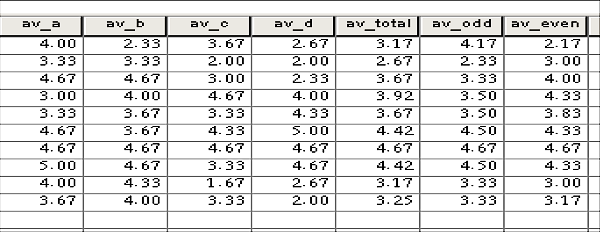 av_a av_b av_c av_d av_total av_odd av_even
4.00 2.33 3.67 2.67 3.17 4.17 2.17
3.33 3.33 2.00 2.00 2.67 2.33 3.00
4.67 4.67 3.00 2.33 3.67 3.33 4.00
3.00 4.00 4.67 4.00 3.92 3.50 4.33
3.33 3.67 3.33 4.33 3.67 3.50 3.83
4.67 3.67 4.33 5.00 4.42 4.50 4.33
4.67 4.67 4.67 4.67 4.67 4.67 4.67
5.00 4.67 3.33 4.67 4.42 4.50 4.33
4.00 4.33 1.67 2.67 3.17 3.33 3.00
3.67 4.00 3.33 2.00 3.25 3.33 3.17